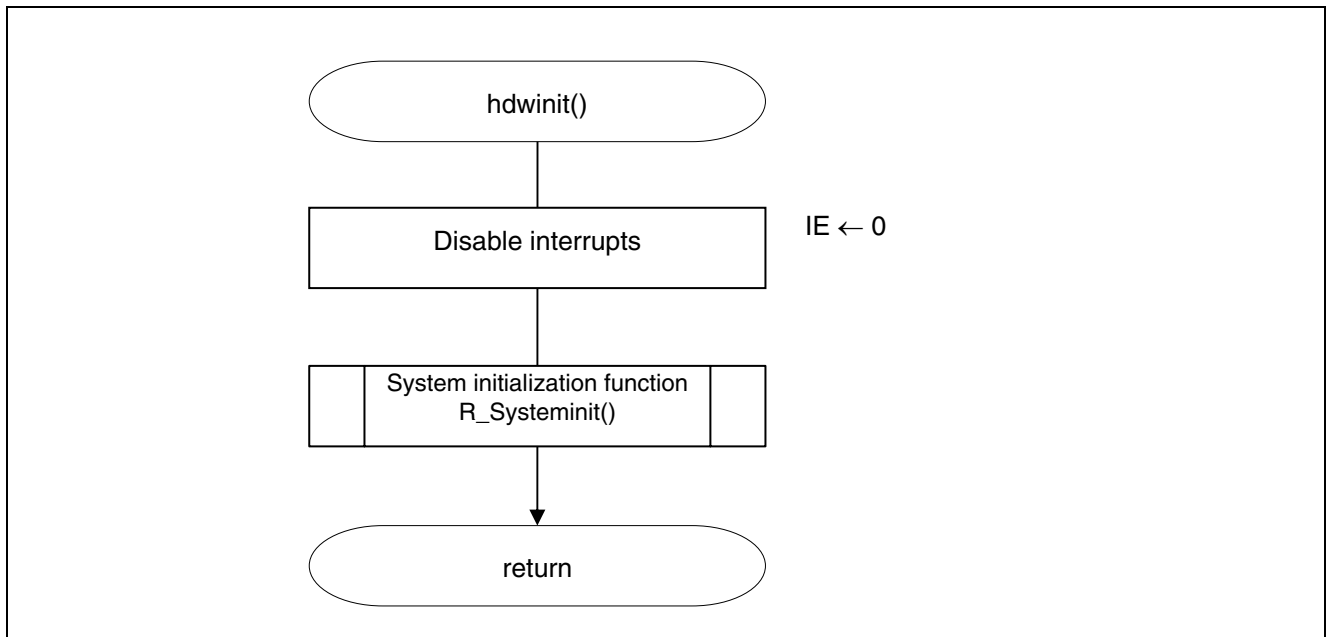 hdwinit()
Disable interrupts
IE ← 0
System initialization function
R_Systeminit()
return